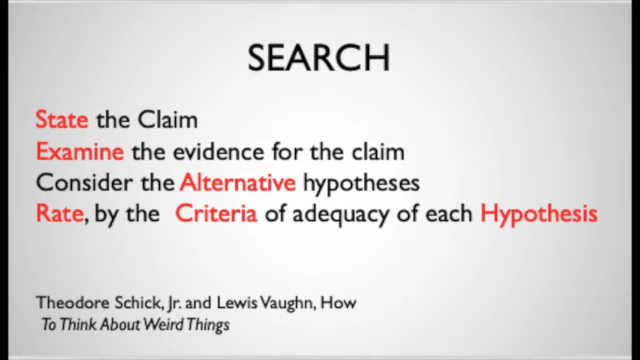 SEARCH
State the Claim
Examine the evidence for the claim
Consider the Alternative hypotheses
Rate, by the Criteria of adequacy of each Hypothesis
Theodore Schick, Jr. and Lewis Vaughn, How
To Think About Weird Things